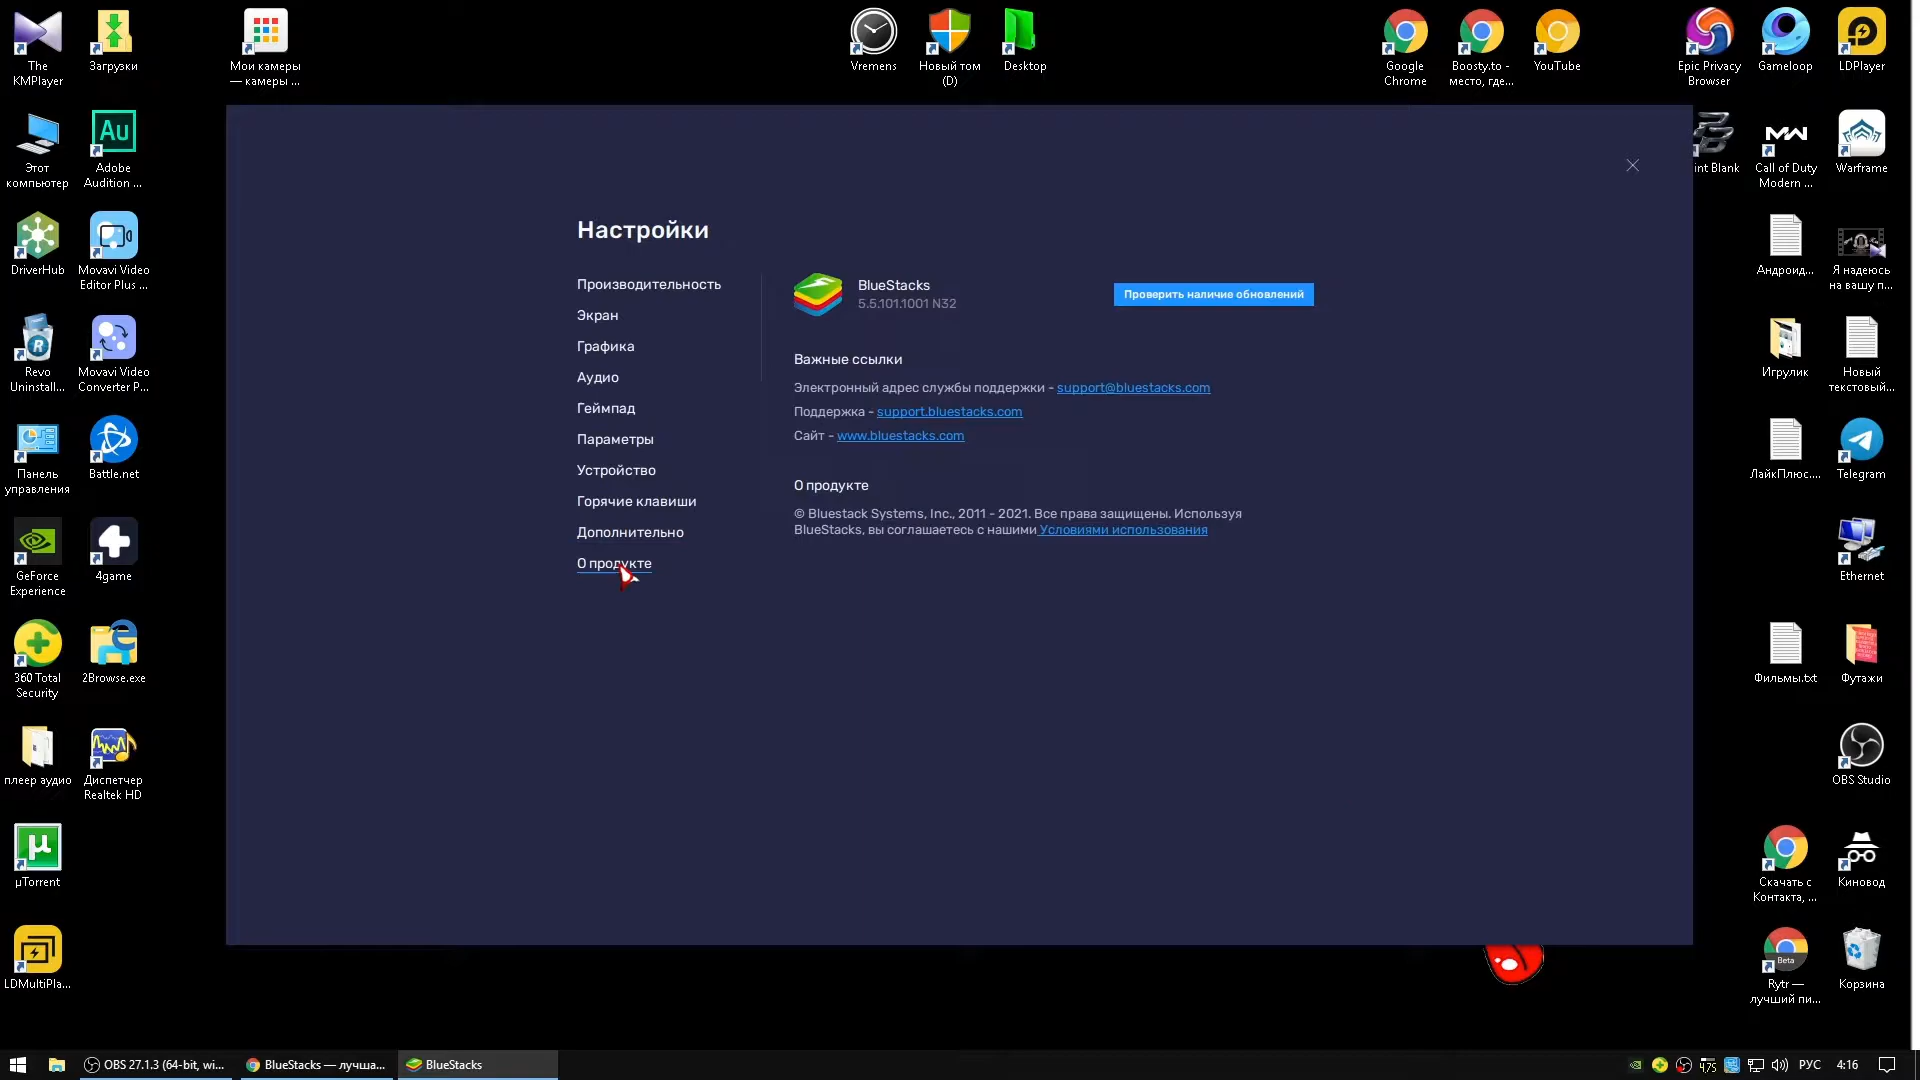 The
KMPlayer
Загрузки
Мои камеры
— камеры ...
Vremens
Новый том
(D)
Desktop
Google
Chrome
Boosty.to -
место, где...
YouTube
Epic Privacy
Browser
Gameloop
LDPlayer
Этот
компьютер
Au
Adobe
Audition ...
int Blank
Call of Duty
Modern ...
Warframe
DriverHub
Movavi Video
Editor Plus ...
Андроид...
Я надеюсь
на вашу п...
Revo
Uninstall...
Movavi Video
Converter P...
Игрулик
Новый
текстовый...
Панель
управления
Battle.net
ЛайкПлюс....
Telegram
GeForce
Experience
4game
Ethernet
360 Total
Security
2Browse.exe
Фильмы.txt
Футажи
плеер аудио
Диспетчер
Realtek HD
OBS Studio
µTorrent
Скачать с
Контакта, ...
Киновод
LDMultiPla...
Beta
Rytr —
лучший пи...
Корзина
Настройки
Производительность
Экран
Графика
Аудио
Геймпад
Параметры
Устройство
Горячие клавиши
Дополнительно
О продукте
BlueStacks
5.5.101.1001 N32
Проверить наличие обновлений
Важные ссылки
Электронный адрес службы поддержки - support@bluestacks.com
Поддержка - support.bluestacks.com
Сайт - www.bluestacks.com
О продукте
© Bluestack Systems, Inc., 2011 - 2021. Все права защищены. Используя
BlueStacks, вы соглашаетесь с нашими Условиями использования
OBS 27.1.3 (64-bit, wi...
BlueStacks — лучша...
BlueStacks
РУС
4:16